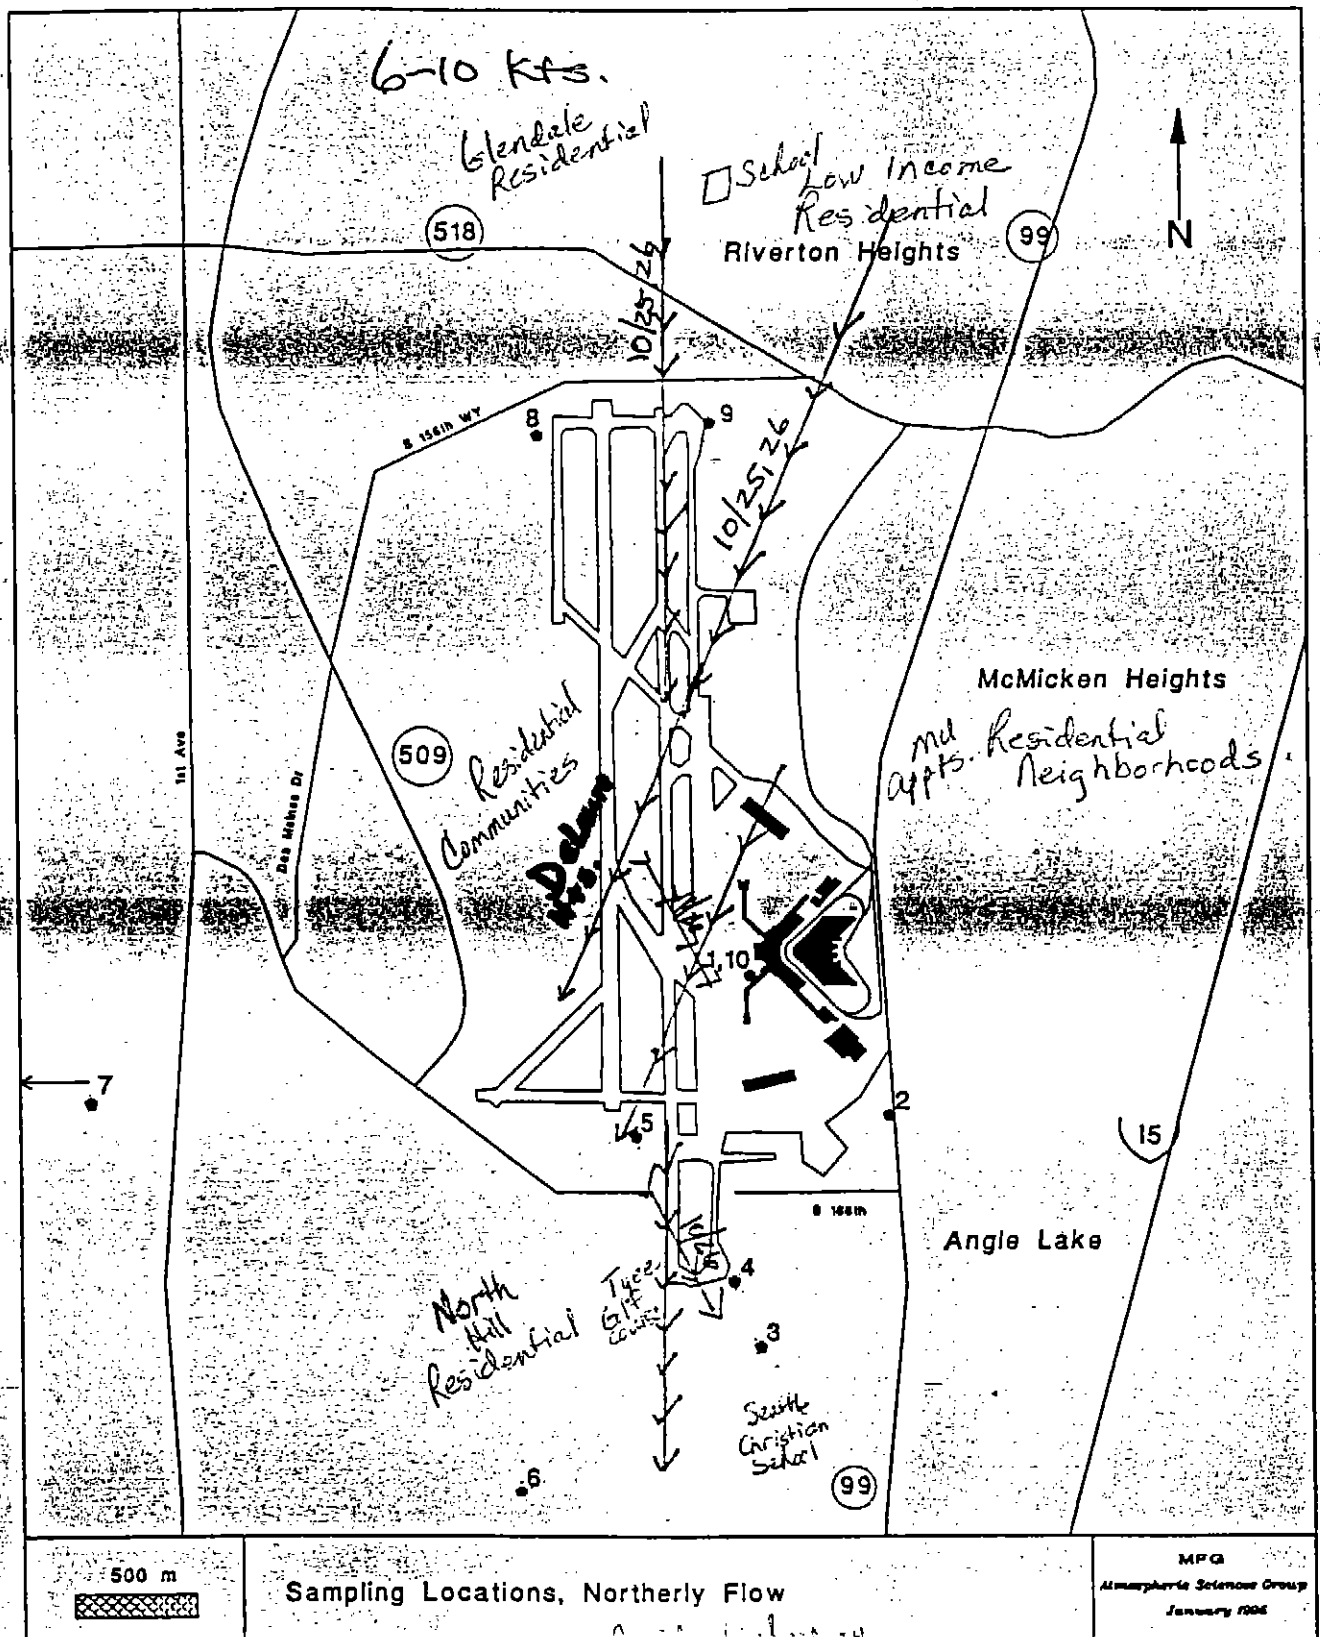 6-10 Kts.
Glendale
Residential
School
Low Income
Residential
518
Riverton Heights
99
N
10/25-26
8
9
S 156th WY
10/25, 26
McMicken Heights
Residential
Communities
509
appts. Residential
Neighborhoods
1st Ave
Des Moines Dr
1,10
7
2
5
15
S 188th
Angle Lake
4
North
Hill
Residential
Tyee
Golf
Course
3
Seattle
Christian
School
6
99
500 m
Sampling Locations, Northerly Flow
MFG
Atmospheric Sciences Group